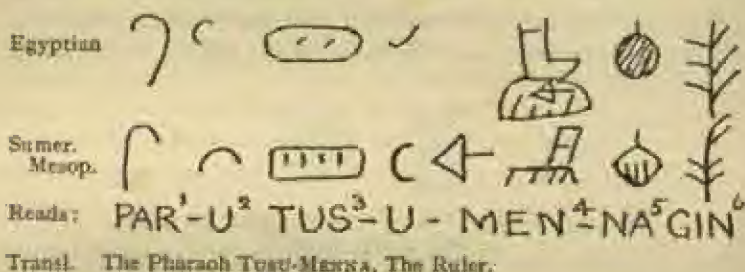 Egyptian
Sumer.
Mesop.
Reads: PAR¹-U² TUS³-U-MEN⁴-NA⁵GIN⁶
Transl. The Pharaoh TUSU-MENNA, The Ruler.